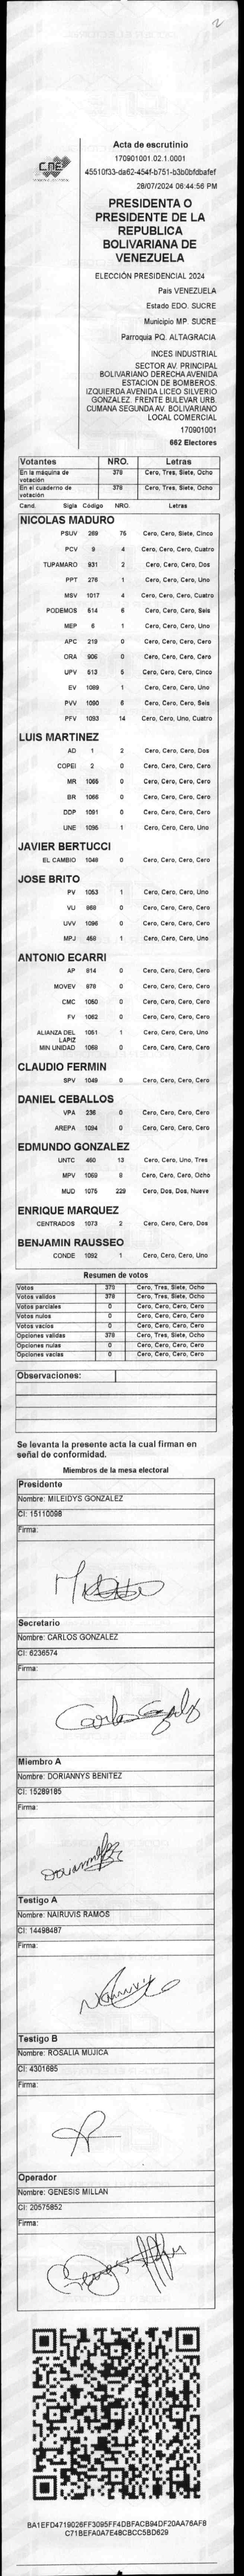 2
CNE
Acta de escrutinio
170901001.02.1.0001
45510f33-da62-454f-b751-b3b0bfdbafef
28/07/2024 06:44:56 PM
PRESIDENTA O
PRESIDENTE DE LA
REPUBLICA
BOLIVARIANA DE
VENEZUELA
ELECCIÓN PRESIDENCIAL 2024
Pais VENEZUELA
Estado EDO. SUCRE
Municipio MP. SUCRE
Parroquia PQ. ALTAGRACIA
INCES INDUSTRIAL
SECTOR AV. PRINCIPAL
BOLIVARIANO DERECHA AVENIDA
ESTACION DE BOMBEROS.
IZQUIERDA AVENIDA LICEO SILVERIO
GONZALEZ. FRENTE BULEVAR URB.
CUMANA SEGUNDA AV. BOLIVARIANO
LOCAL COMERCIAL
170901001
662 Electores
Votantes NRO. Letras
En la máquina de votación 378 Cero, Tres, Siete, Ocho
En el cuaderno de votación 378 Cero, Tres, Siete, Ocho
Cand. Sigla Código NRO. Letras
NICOLAS MADURO
PSUV 269 75 Cero, Cero, Siete, Cinco
PCV 9 4 Cero, Cero, Cero, Cuatro
TUPAMARO 931 2 Cero, Cero, Cero, Dos
PPT 276 1 Cero, Cero, Cero, Uno
MSV 1017 4 Cero, Cero, Cero, Cuatro
PODEMOS 514 6 Cero, Cero, Cero, Seis
MEP 6 1 Cero, Cero, Cero, Uno
APC 219 0 Cero, Cero, Cero, Cero
ORA 906 0 Cero, Cero, Cero, Cero
UPV 513 5 Cero, Cero, Cero, Cinco
EV 1089 1 Cero, Cero, Cero, Uno
PVV 1090 6 Cero, Cero, Cero, Seis
PFV 1093 14 Cero, Cero, Uno, Cuatro
LUIS MARTINEZ
AD 1 2 Cero, Cero, Cero, Dos
COPEI 2 0 Cero, Cero, Cero, Cero
MR 1065 0 Cero, Cero, Cero, Cero
BR 1066 0 Cero, Cero, Cero, Cero
DDP 1091 0 Cero, Cero, Cero, Cero
UNE 1095 1 Cero, Cero, Cero, Uno
JAVIER BERTUCCI
EL CAMBIO 1048 0 Cero, Cero, Cero, Cero
JOSE BRITO
PV 1053 1 Cero, Cero, Cero, Uno
VU 868 0 Cero, Cero, Cero, Cero
UVV 1096 0 Cero, Cero, Cero, Cero
MPJ 458 1 Cero, Cero, Cero, Uno
ANTONIO ECARRI
AP 814 0 Cero, Cero, Cero, Cero
MOVEV 978 0 Cero, Cero, Cero, Cero
CMC 1050 0 Cero, Cero, Cero, Cero
FV 1062 0 Cero, Cero, Cero, Cero
ALIANZA DEL LAPIZ 1051 1 Cero, Cero, Cero, Uno
MIN UNIDAD 1068 0 Cero, Cero, Cero, Cero
CLAUDIO FERMIN
SPV 1049 0 Cero, Cero, Cero, Cero
DANIEL CEBALLOS
VPA 236 0 Cero, Cero, Cero, Cero
AREPA 1094 0 Cero, Cero, Cero, Cero
EDMUNDO GONZALEZ
UNTC 460 13 Cero, Cero, Uno, Tres
MPV 1069 8 Cero, Cero, Cero, Ocho
MUD 1075 229 Cero, Dos, Dos, Nueve
ENRIQUE MARQUEZ
CENTRADOS 1073 2 Cero, Cero, Cero, Dos
BENJAMIN RAUSSEO
CONDE 1092 1 Cero, Cero, Cero, Uno
Resumen de votos
Votos 378 Cero, Tres, Siete, Ocho
Votos validos 378 Cero, Tres, Siete, Ocho
Votos parciales 0 Cero, Cero, Cero, Cero
Votos nulos 0 Cero, Cero, Cero, Cero
Votos vacios 0 Cero, Cero, Cero, Cero
Opciones validas 378 Cero, Tres, Siete, Ocho
Opciones nulas 0 Cero, Cero, Cero, Cero
Opciones vacias 0 Cero, Cero, Cero, Cero
Observaciones:
Se levanta la presente acta la cual firman en
señal de conformidad.
Miembros de la mesa electoral
Presidente
Nombre: MILEIDYS GONZALEZ
CI: 15110098
Firma:
Secretario
Nombre: CARLOS GONZALEZ
CI: 6236574
Firma:
Carlos Gonzalez
Miembro A
Nombre: DORIANNYS BENITEZ
CI: 15289185
Firma:
Testigo A
Nombre: NAIRUVIS RAMOS
CI: 14498487
Firma:
Testigo B
Nombre: ROSALIA MUJICA
CI: 4301685
Firma:
Operador
Nombre: GENESIS MILLAN
CI: 20575852
Firma:
BA1EFD4719026FF3095FF4DBFACB94DF20AA76AF8
C71BEFA0A7E48CBCC5BD629